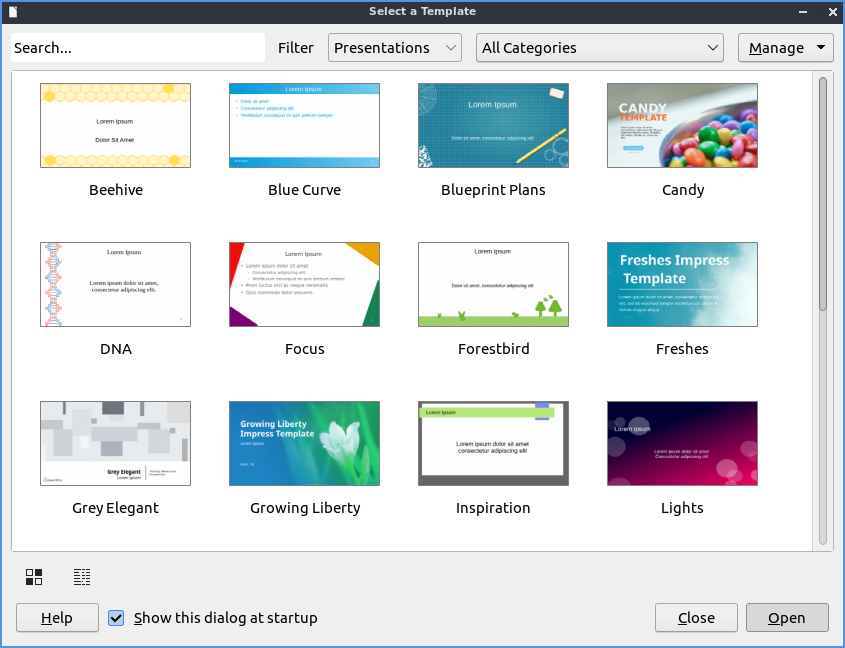 Select a Template
Search...
Filter
Presentations
All Categories
Manage
Lorem Ipsum
Dolor Sit Amet
Lorem Ipsum
Dolor sit amet
Consectetur adipiscing elit
Vestibulum consequat mi quis pretium semper
Lorem Ipsum
Dolor sit amet, consectetur adipiscing elit
CANDY
TEMPLATE
Beehive
Blue Curve
Blueprint Plans
Candy
Lorem Ipsum
Lorem ipsum dolor sit amet,
consectetur adipiscing elit.
Lorem Ipsum
Lorem ipsum dolor sit amet,
Consectetur adipiscing elit
Vestibulum consequat mi quis pretium semper
Proin luctus orci ac neque venenatis
Quis commodo dolor posuere.
Lorem Ipsum
Dolor sit amet, consectetur adipiscing elit
Freshes Impress
Template
DNA
Focus
Forestbird
Freshes
Grey Elegant
Lorem Ipsum
Growing Liberty
Impress Template
Lorem Ipsum
Lorem Ipsum
Lorem ipsum dolor sit amet
consectetur adipiscing elit
Lorem Ipsum
Lorem ipsum dolor sit amet
Consectetur adipiscing elit
Grey Elegant
Growing Liberty
Inspiration
Lights
Help
Show this dialog at startup
Close
Open